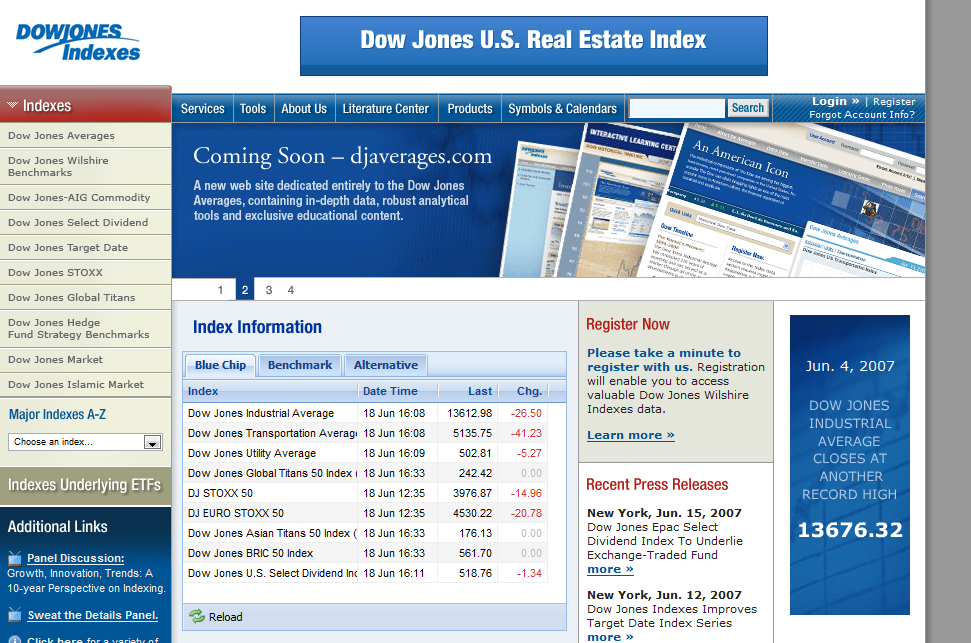 DOWJONES
Indexes
Dow Jones U.S. Real Estate Index
Indexes
Services
Tools
About Us
Literature Center
Products
Symbols & Calendars
Search
Login » | Register
Forgot Account Info?
Dow Jones Averages
Dow Jones Wilshire
Benchmarks
Dow Jones-AIG Commodity
Dow Jones Select Dividend
Dow Jones Target Date
Dow Jones STOXX
Dow Jones Global Titans
Dow Jones Hedge
Fund Strategy Benchmarks
Dow Jones Market
Dow Jones Islamic Market
Major Indexes A-Z
Choose an index...
Indexes Underlying ETFs
Additional Links
Panel Discussion:
Growth, Innovation, Trends: A
10-year Perspective on Indexing.
Sweat the Details Panel.
Click here for a variety of
Coming Soon – djaverages.com
A new web site dedicated entirely to the Dow Jones
Averages, containing in-depth data, robust analytical
tools and exclusive educational content.
INTERACTIVE LEARNING CENT
An American Icon
Quick Links
Dow Timeline
Register Now.
Dow Jones Averages
1 2 3 4
Index Information
Blue Chip Benchmark Alternative
Index Date Time Last Chg.
Dow Jones Industrial Average 18 Jun 16:08 13612.98 -26.50
Dow Jones Transportation Average 18 Jun 16:08 5135.75 -41.23
Dow Jones Utility Average 18 Jun 16:09 502.81 -5.27
Dow Jones Global Titans 50 Index ( 18 Jun 16:33 242.42 0.00
DJ STOXX 50 18 Jun 12:35 3976.87 -14.96
DJ EURO STOXX 50 18 Jun 12:35 4530.22 -20.78
Dow Jones Asian Titans 50 Index ( 18 Jun 16:33 176.13 0.00
Dow Jones BRIC 50 Index 18 Jun 16:33 561.70 0.00
Dow Jones U.S. Select Dividend Ind 18 Jun 16:11 518.76 -1.34
Reload
Register Now
Please take a minute to
register with us. Registration
will enable you to access
valuable Dow Jones Wilshire
Indexes data.
Learn more »
Recent Press Releases
New York, Jun. 15, 2007
Dow Jones Epac Select
Dividend Index To Underlie
Exchange-Traded Fund
more »
New York, Jun. 12, 2007
Dow Jones Indexes Improves
Target Date Index Series
more »
Jun. 4, 2007
DOW JONES
INDUSTRIAL
AVERAGE
CLOSES AT
ANOTHER
RECORD HIGH
13676.32